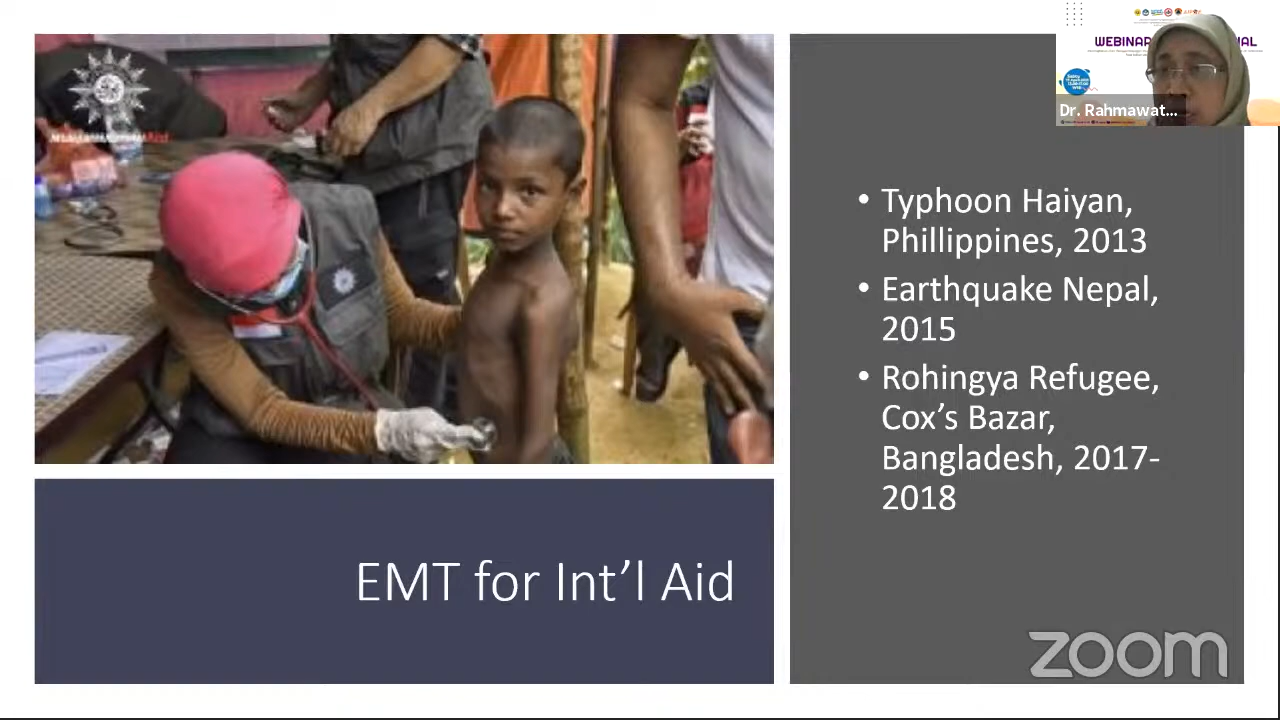 WEBINAR
Dr. Rahmawat...
• Typhoon Haiyan,
Phillippines, 2013
• Earthquake Nepal,
2015
• Rohingya Refugee,
Cox’s Bazar,
Bangladesh, 2017-
2018
EMT for Int’l Aid
zoom